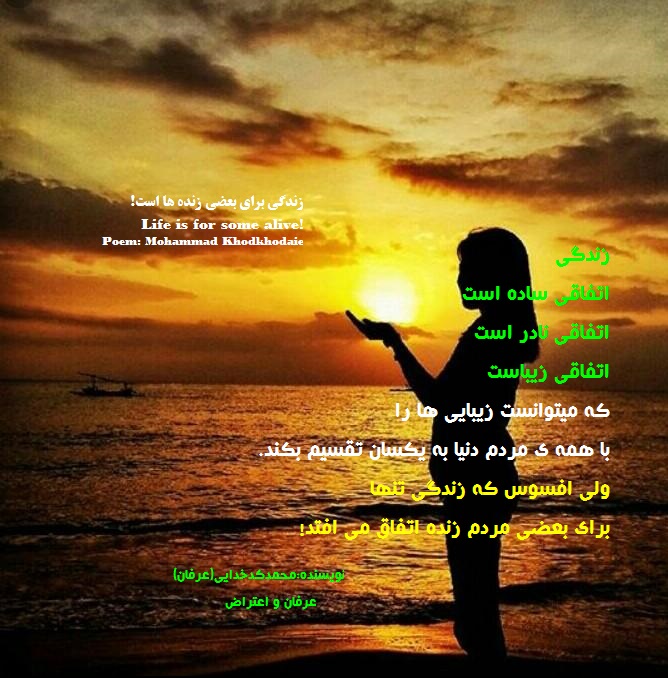 زندگی برای بعضی زنده ها است!
Life is for some alive!
Poem: Mohammad Khodkhodaie
زندگی
اتفاقی ساده است
اتفاقی نادر است
اتفاقی زیباست
که میتوانست زیبایی ها را
با همه ی مردم دنیا به یکسان تقسیم بکند.
ولی افسوس که زندگی تنها
برای بعضی مردم زنده اتفاق می افتد!
نویسنده:محمدکدخدایی(عرفان)
عرفان و اعتراض